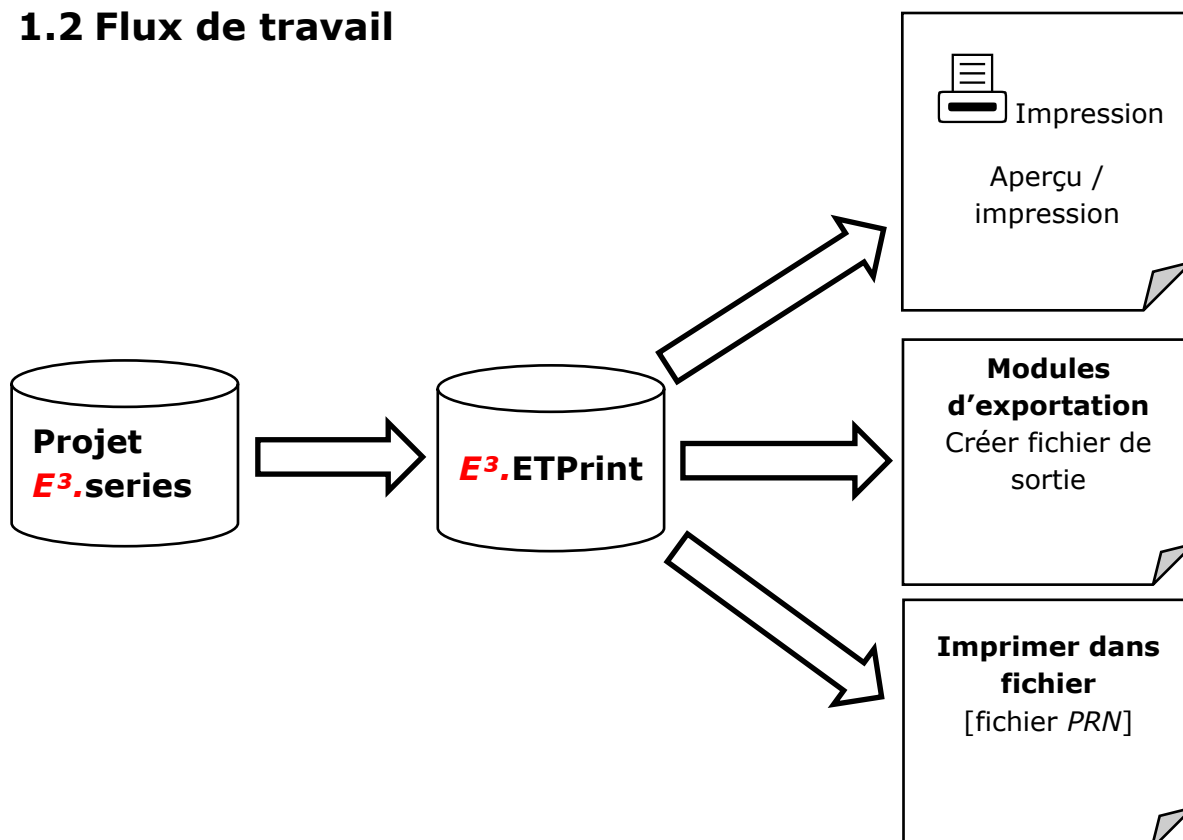 1.2 Flux de travail
Impression
Aperçu /
impression
Projet
E³.series
E³.ETPrint
Modules
d’exportation
Créer fichier de
sortie
Imprimer dans
fichier
[fichier PRN]